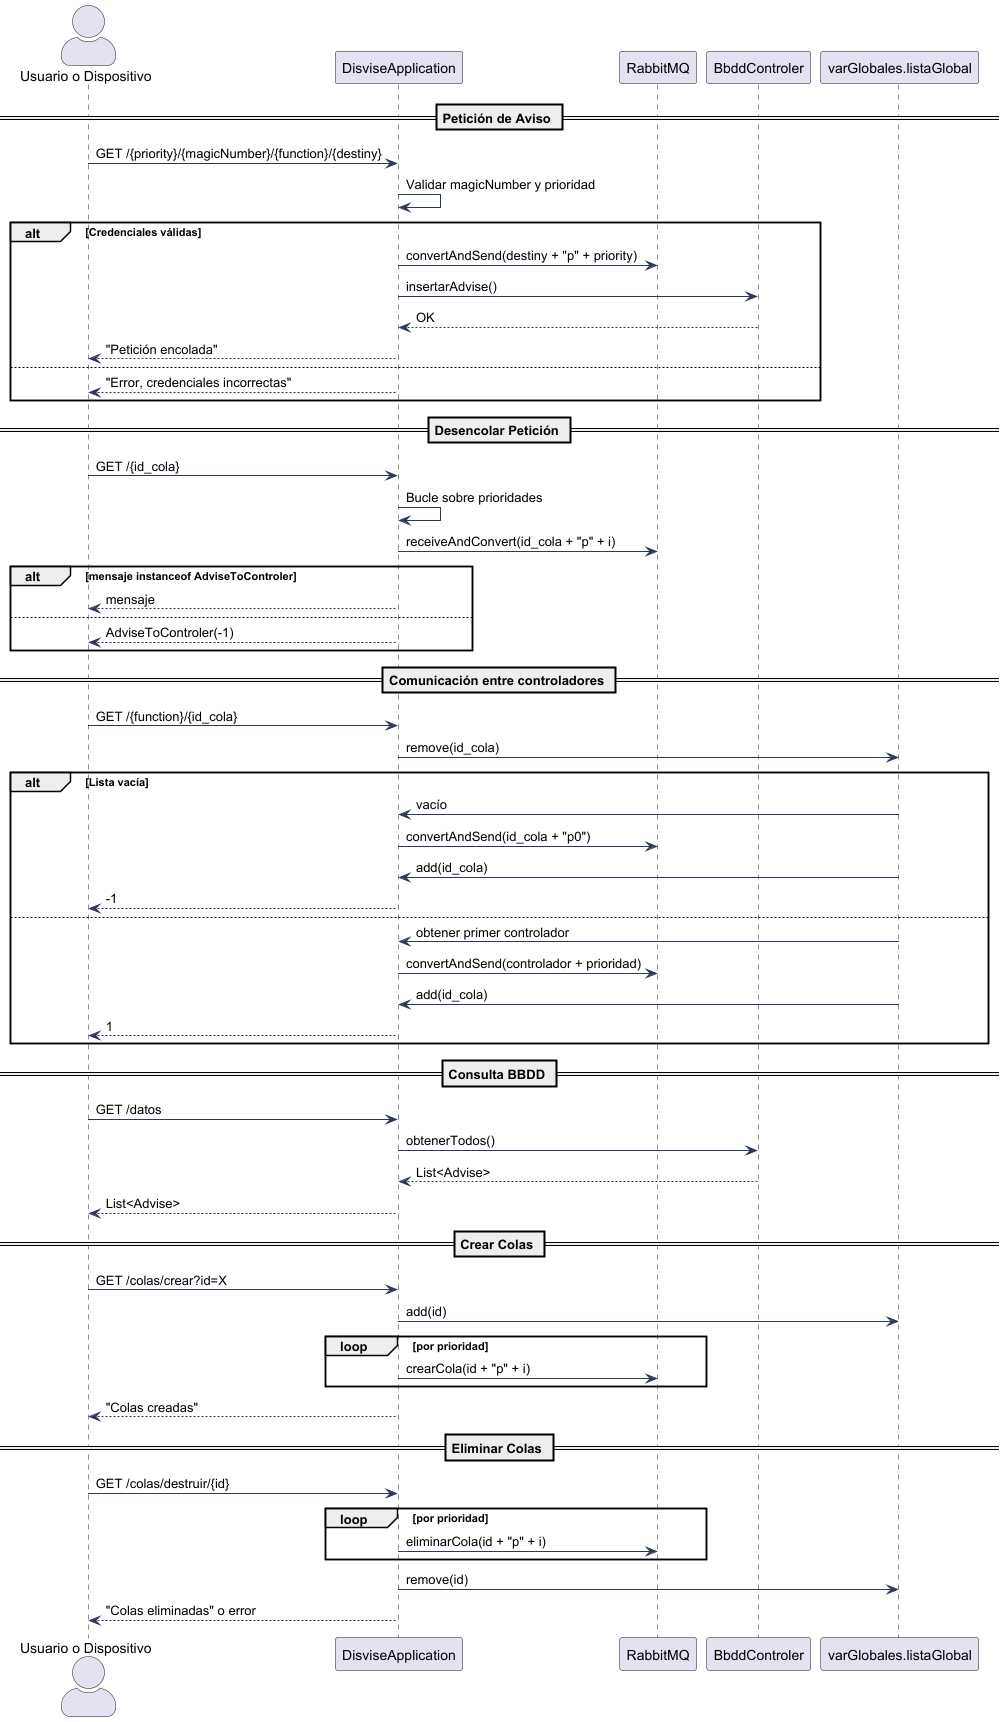 Usuario o Dispositivo
DisviseApplication
RabbitMQ
BbddControler
varGlobales.listaGlobal
Petición de Aviso
GET /{priority}/{magicNumber}/{function}/{destiny}
Validar magicNumber y prioridad
alt
[Credenciales válidas]
convertAndSend(destiny + "p" + priority)
insertarAdvise()
OK
"Petición encolada"
"Error, credenciales incorrectas"
Desencolar Petición
GET /{id_cola}
Bucle sobre prioridades
receiveAndConvert(id_cola + "p" + i)
alt
[mensaje instanceof AdviseToControler]
mensaje
AdviseToControler(-1)
Comunicación entre controladores
GET /{function}/{id_cola}
remove(id_cola)
alt
[Lista vacía]
vacío
convertAndSend(id_cola + "p0")
add(id_cola)
-1
obtener primer controlador
convertAndSend(controlador + prioridad)
add(id_cola)
1
Consulta BBDD
GET /datos
obtenerTodos()
List<Advise>
List<Advise>
Crear Colas
GET /colas/crear?id=X
add(id)
loop
[por prioridad]
crearCola(id + "p" + i)
"Colas creadas"
Eliminar Colas
GET /colas/destruir/{id}
loop
[por prioridad]
eliminarCola(id + "p" + i)
remove(id)
"Colas eliminadas" o error
Usuario o Dispositivo
DisviseApplication
RabbitMQ
BbddControler
varGlobales.listaGlobal